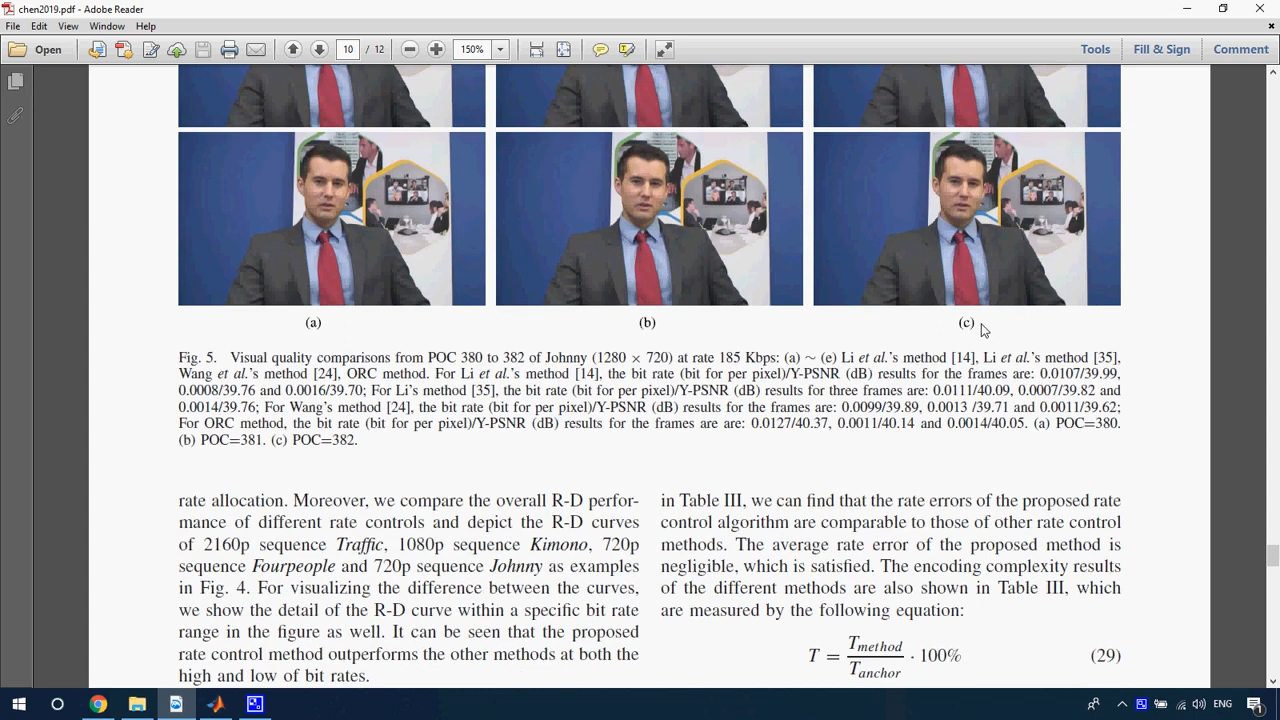 chen2019.pdf - Adobe Reader
File Edit View Window Help
Open 10 / 12 150% Tools Fill & Sign Comment
(a) (b) (c)
Fig. 5. Visual quality comparisons from POC 380 to 382 of Johnny (1280 × 720) at rate 185 Kbps: (a) ∼ (e) Li et al.'s method [14], Li et al.'s method [35],
Wang et al.'s method [24], ORC method. For Li et al.'s method [14], the bit rate (bit for per pixel)/Y-PSNR (dB) results for the frames are: 0.0107/39.99,
0.0008/39.76 and 0.0016/39.70; For Li's method [35], the bit rate (bit for per pixel)/Y-PSNR (dB) results for three frames are: 0.0111/40.09, 0.0007/39.82 and
0.0014/39.76; For Wang's method [24], the bit rate (bit for per pixel)/Y-PSNR (dB) results for the frames are: 0.0099/39.89, 0.0013 /39.71 and 0.0011/39.62;
For ORC method, the bit rate (bit for per pixel)/Y-PSNR (dB) results for the frames are are: 0.0127/40.37, 0.0011/40.14 and 0.0014/40.05. (a) POC=380.
(b) POC=381. (c) POC=382.
rate allocation. Moreover, we compare the overall R-D perfor-
mance of different rate controls and depict the R-D curves
of 2160p sequence Traffic, 1080p sequence Kimono, 720p
sequence Fourpeople and 720p sequence Johnny as examples
in Fig. 4. For visualizing the difference between the curves,
we show the detail of the R-D curve within a specific bit rate
range in the figure as well. It can be seen that the proposed
rate control method outperforms the other methods at both the
high and low of bit rates.
in Table III, we can find that the rate errors of the proposed rate
control algorithm are comparable to those of other rate control
methods. The average rate error of the proposed method is
negligible, which is satisfied. The encoding complexity results
of the different methods are also shown in Table III, which
are measured by the following equation:
T = Tmethod / Tanchor · 100% (29)
ENG
1